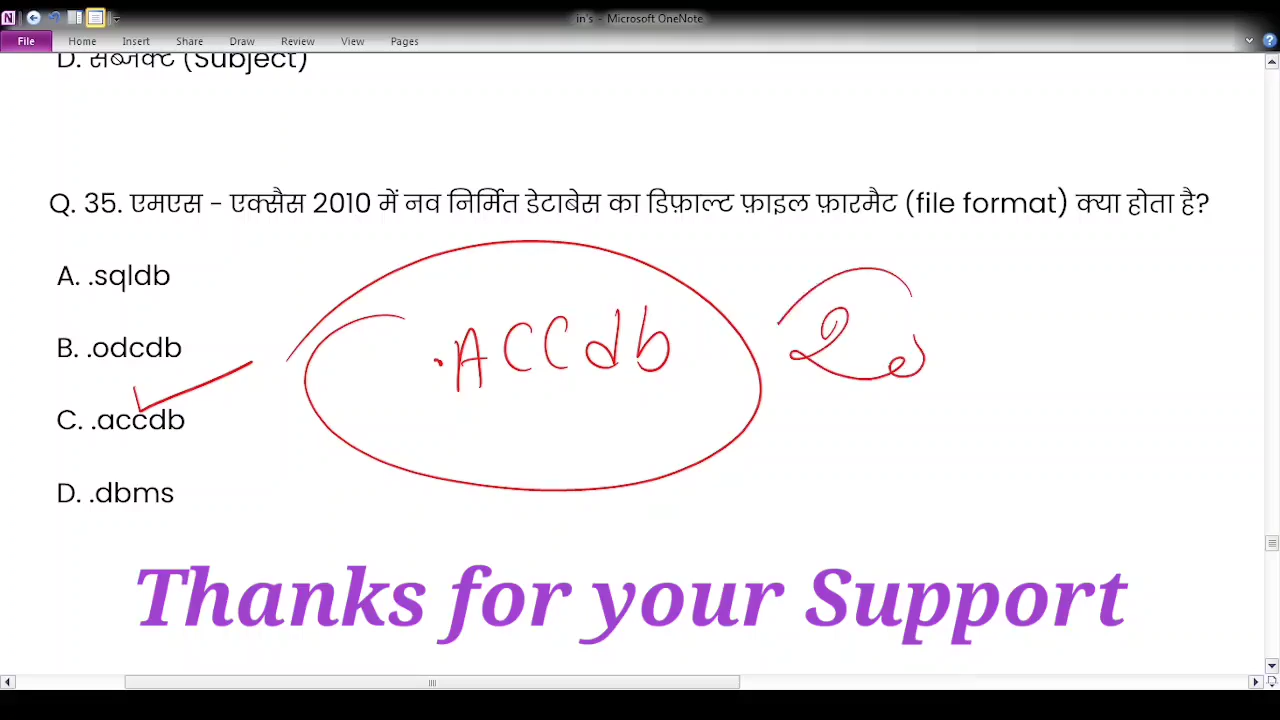 in's - Microsoft OneNote
File Home Insert Share Draw Review View Pages
D. सब्जेक्ट (Subject)
Q. 35. एमएस - एक्सैस 2010 में नव निर्मित डेटाबेस का डिफ़ाल्ट फ़ाइल फ़ारमैट (file format) क्या होता है?
A. .sqldb
.ACCdb
B. .odcdb
C. .accdb
D. .dbms
Thanks for your Support